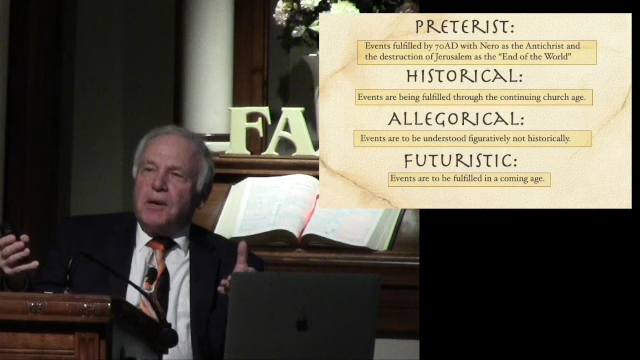 PRETERIST:
Events fulfilled by 70AD with Nero as the Antichrist and
the destruction of Jerusalem as the "End of the World"
HISTORICAL:
Events are being fulfilled through the continuing church age.
ALLEGORICAL:
Events are to be understood figuratively not historically.
FUTURISTIC:
Events are to be fulfilled in a coming age.
FA